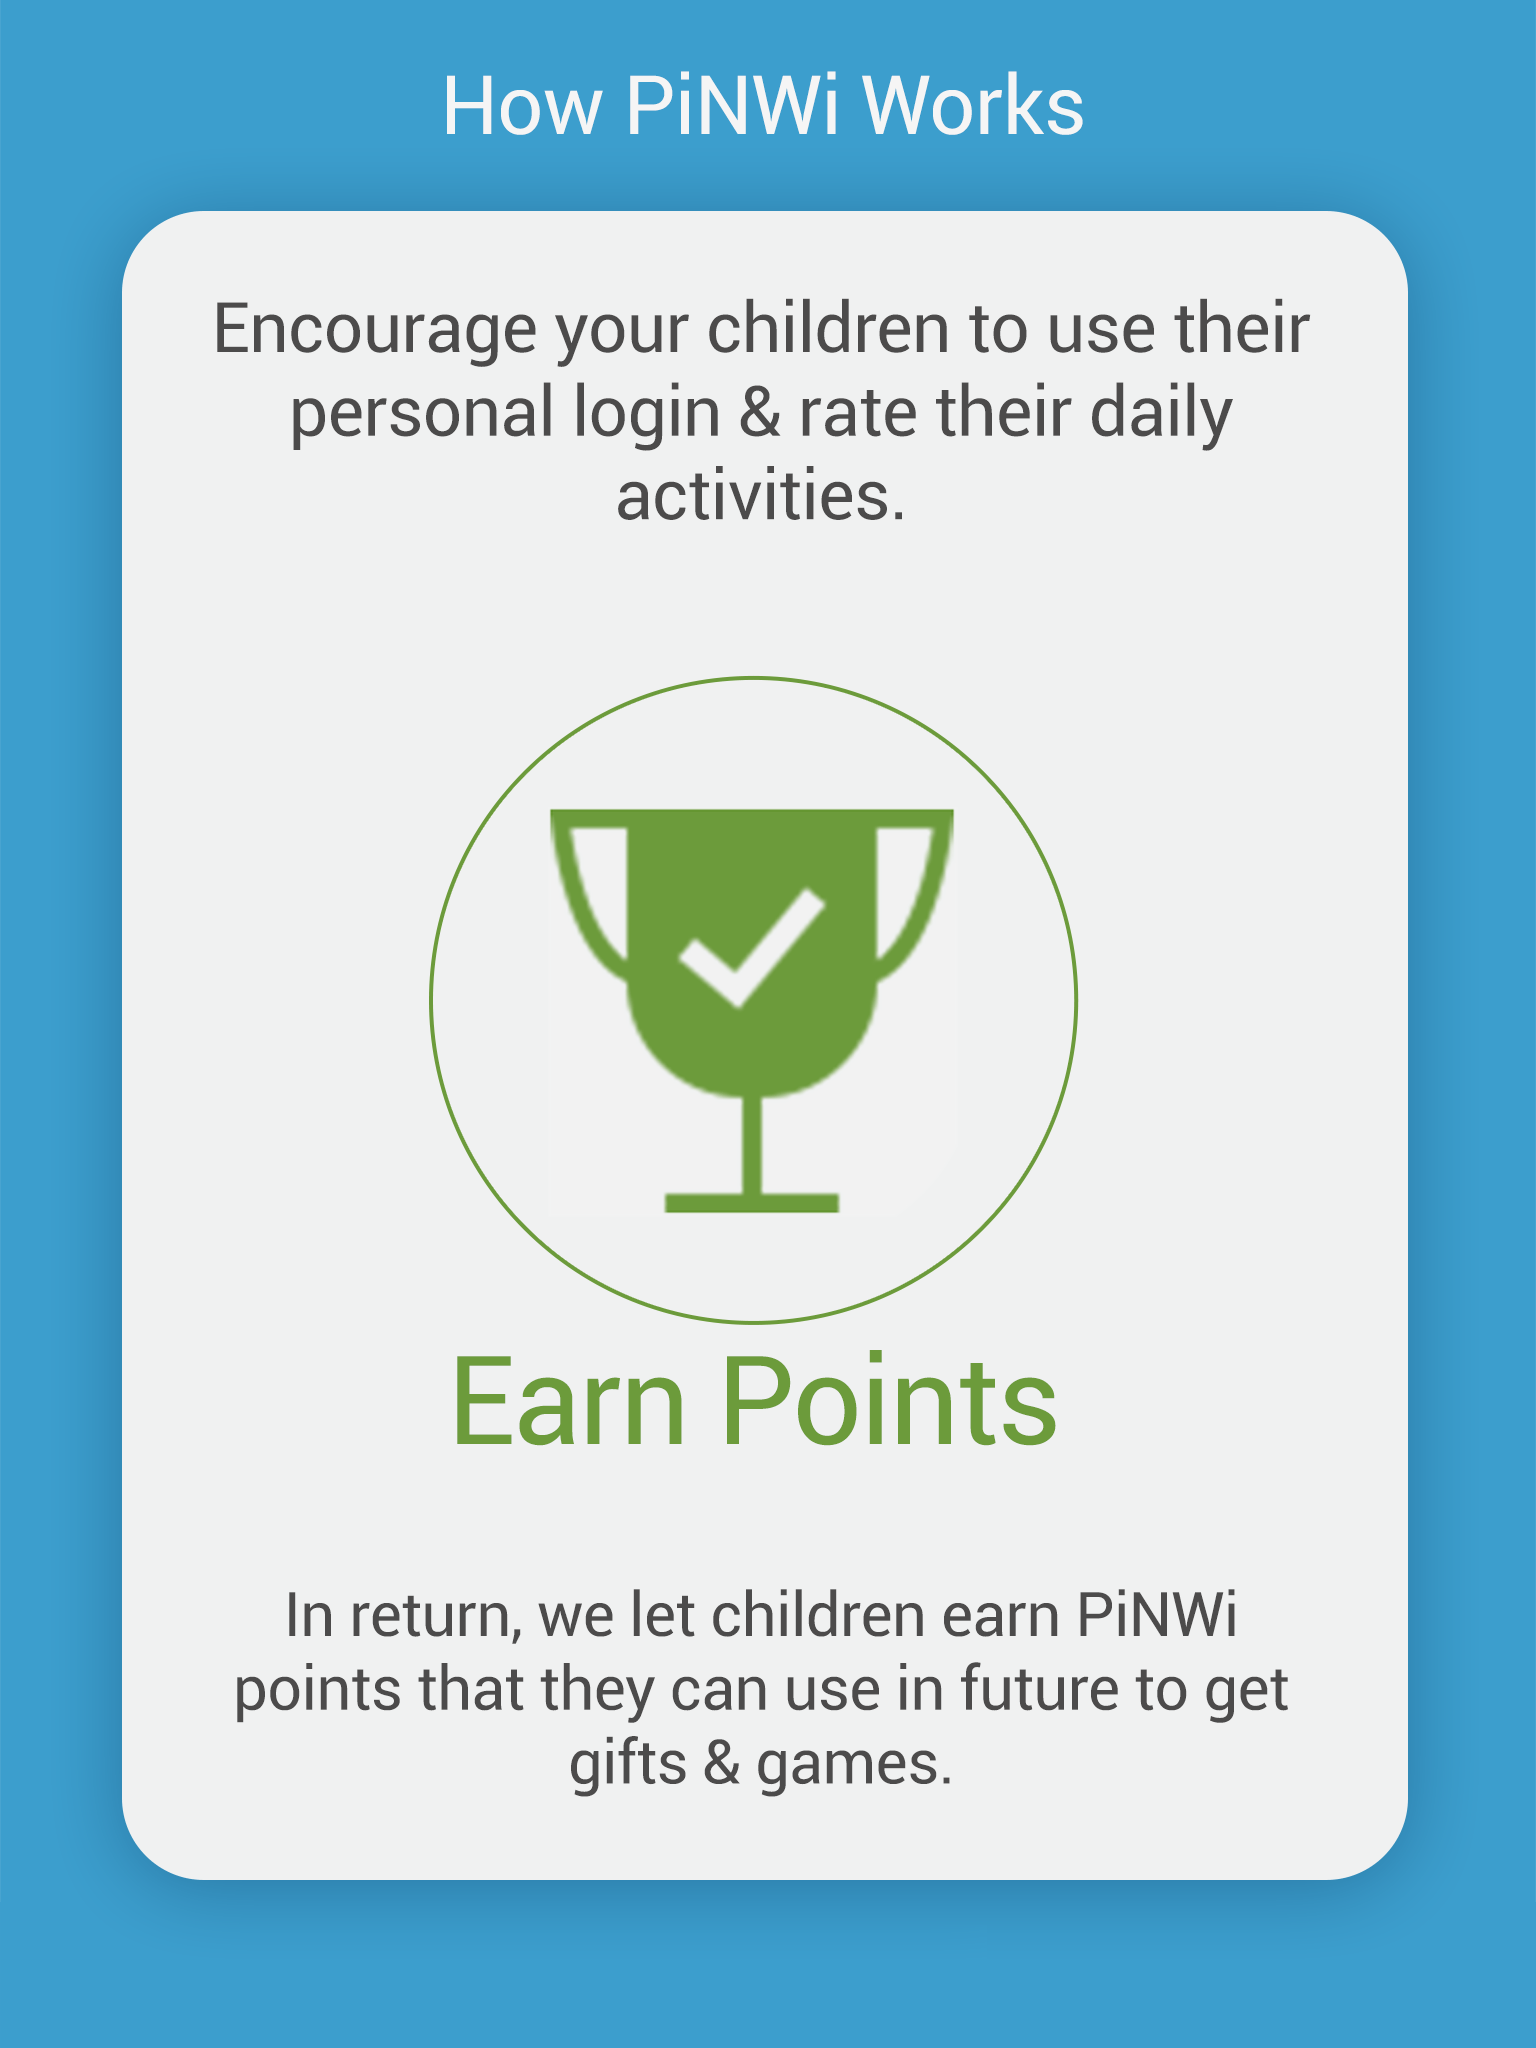 How PiNWi Works
Encourage your children to use their
personal login & rate their daily
activities.
Earn Points
In return, we let children earn PiNWi
points that they can use in future to get
gifts & games.